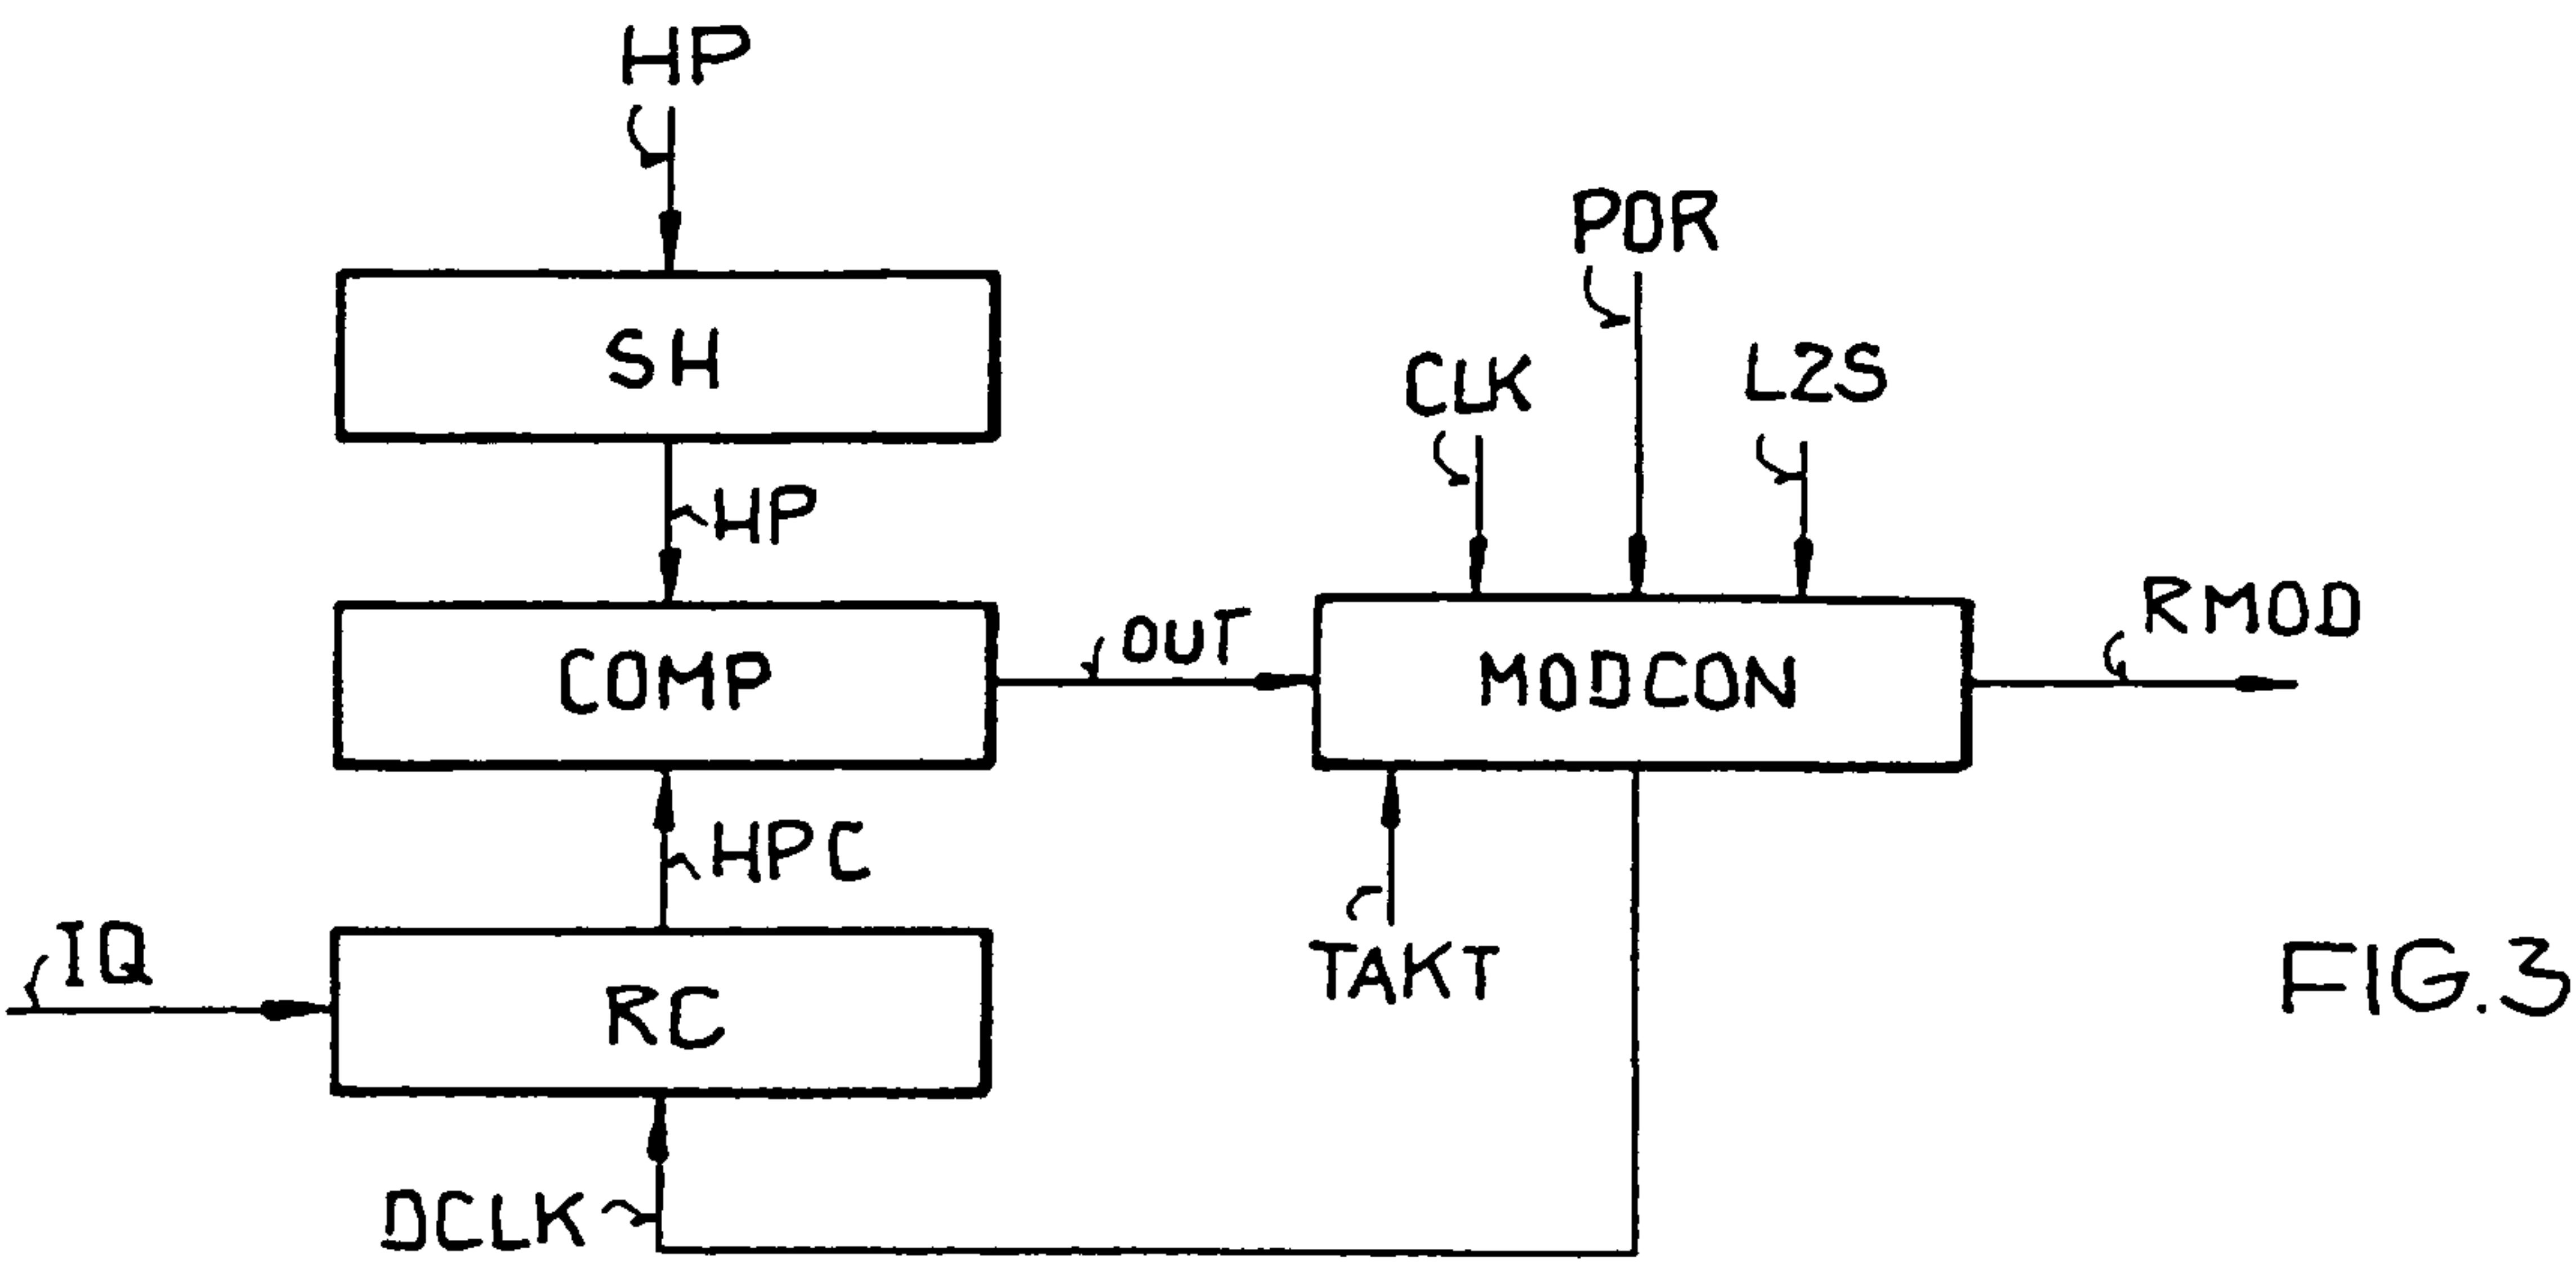 HP
POR
SH
CLK
L2S
HP
RMOD
OUT
COMP
MODCON
HPC
IQ
TAKT
RC
FIG.3
DCLK